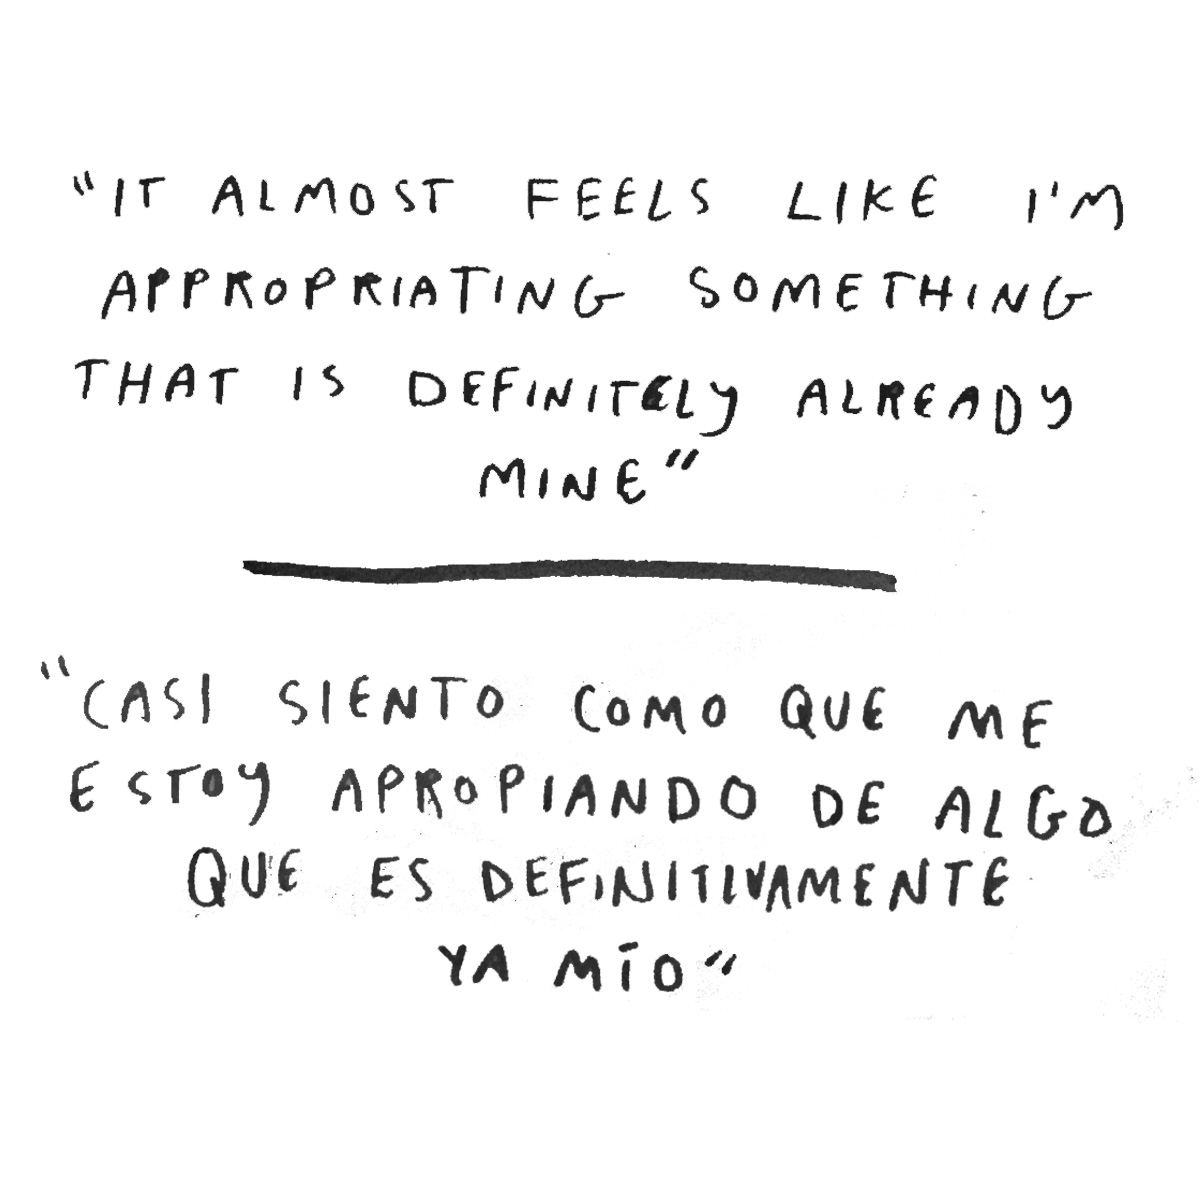 "IT ALMOST FEELS LIKE I'M
APPROPRIATING SOMETHING
THAT IS DEFINITELY ALREADY
MINE"
"CASI SIENTO COMO QUE ME
ESTOY APROPIANDO DE ALGO
QUE ES DEFINITIVAMENTE
YA MÍO"